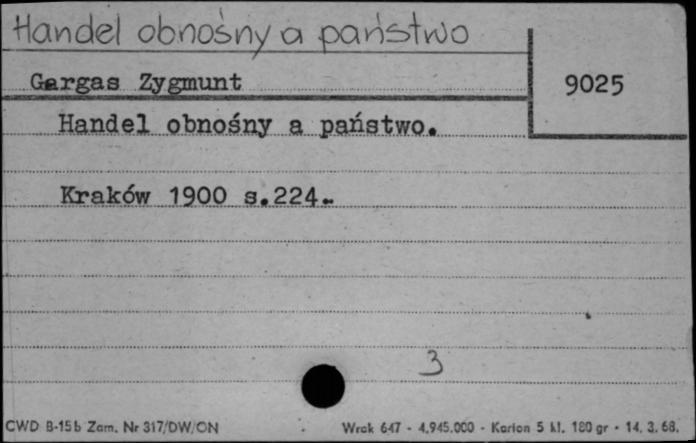 Handel obnośny a państwo
Gargas Zygmunt
9025
Handel obnośny a państwo.
Kraków 1900 s.224.-
3
CWD B-15b Zam. Nr 317/DW/ON
Wrck 647 - 4,945.000 - Karton 5 kl. 180 gr - 14. 3. 68.